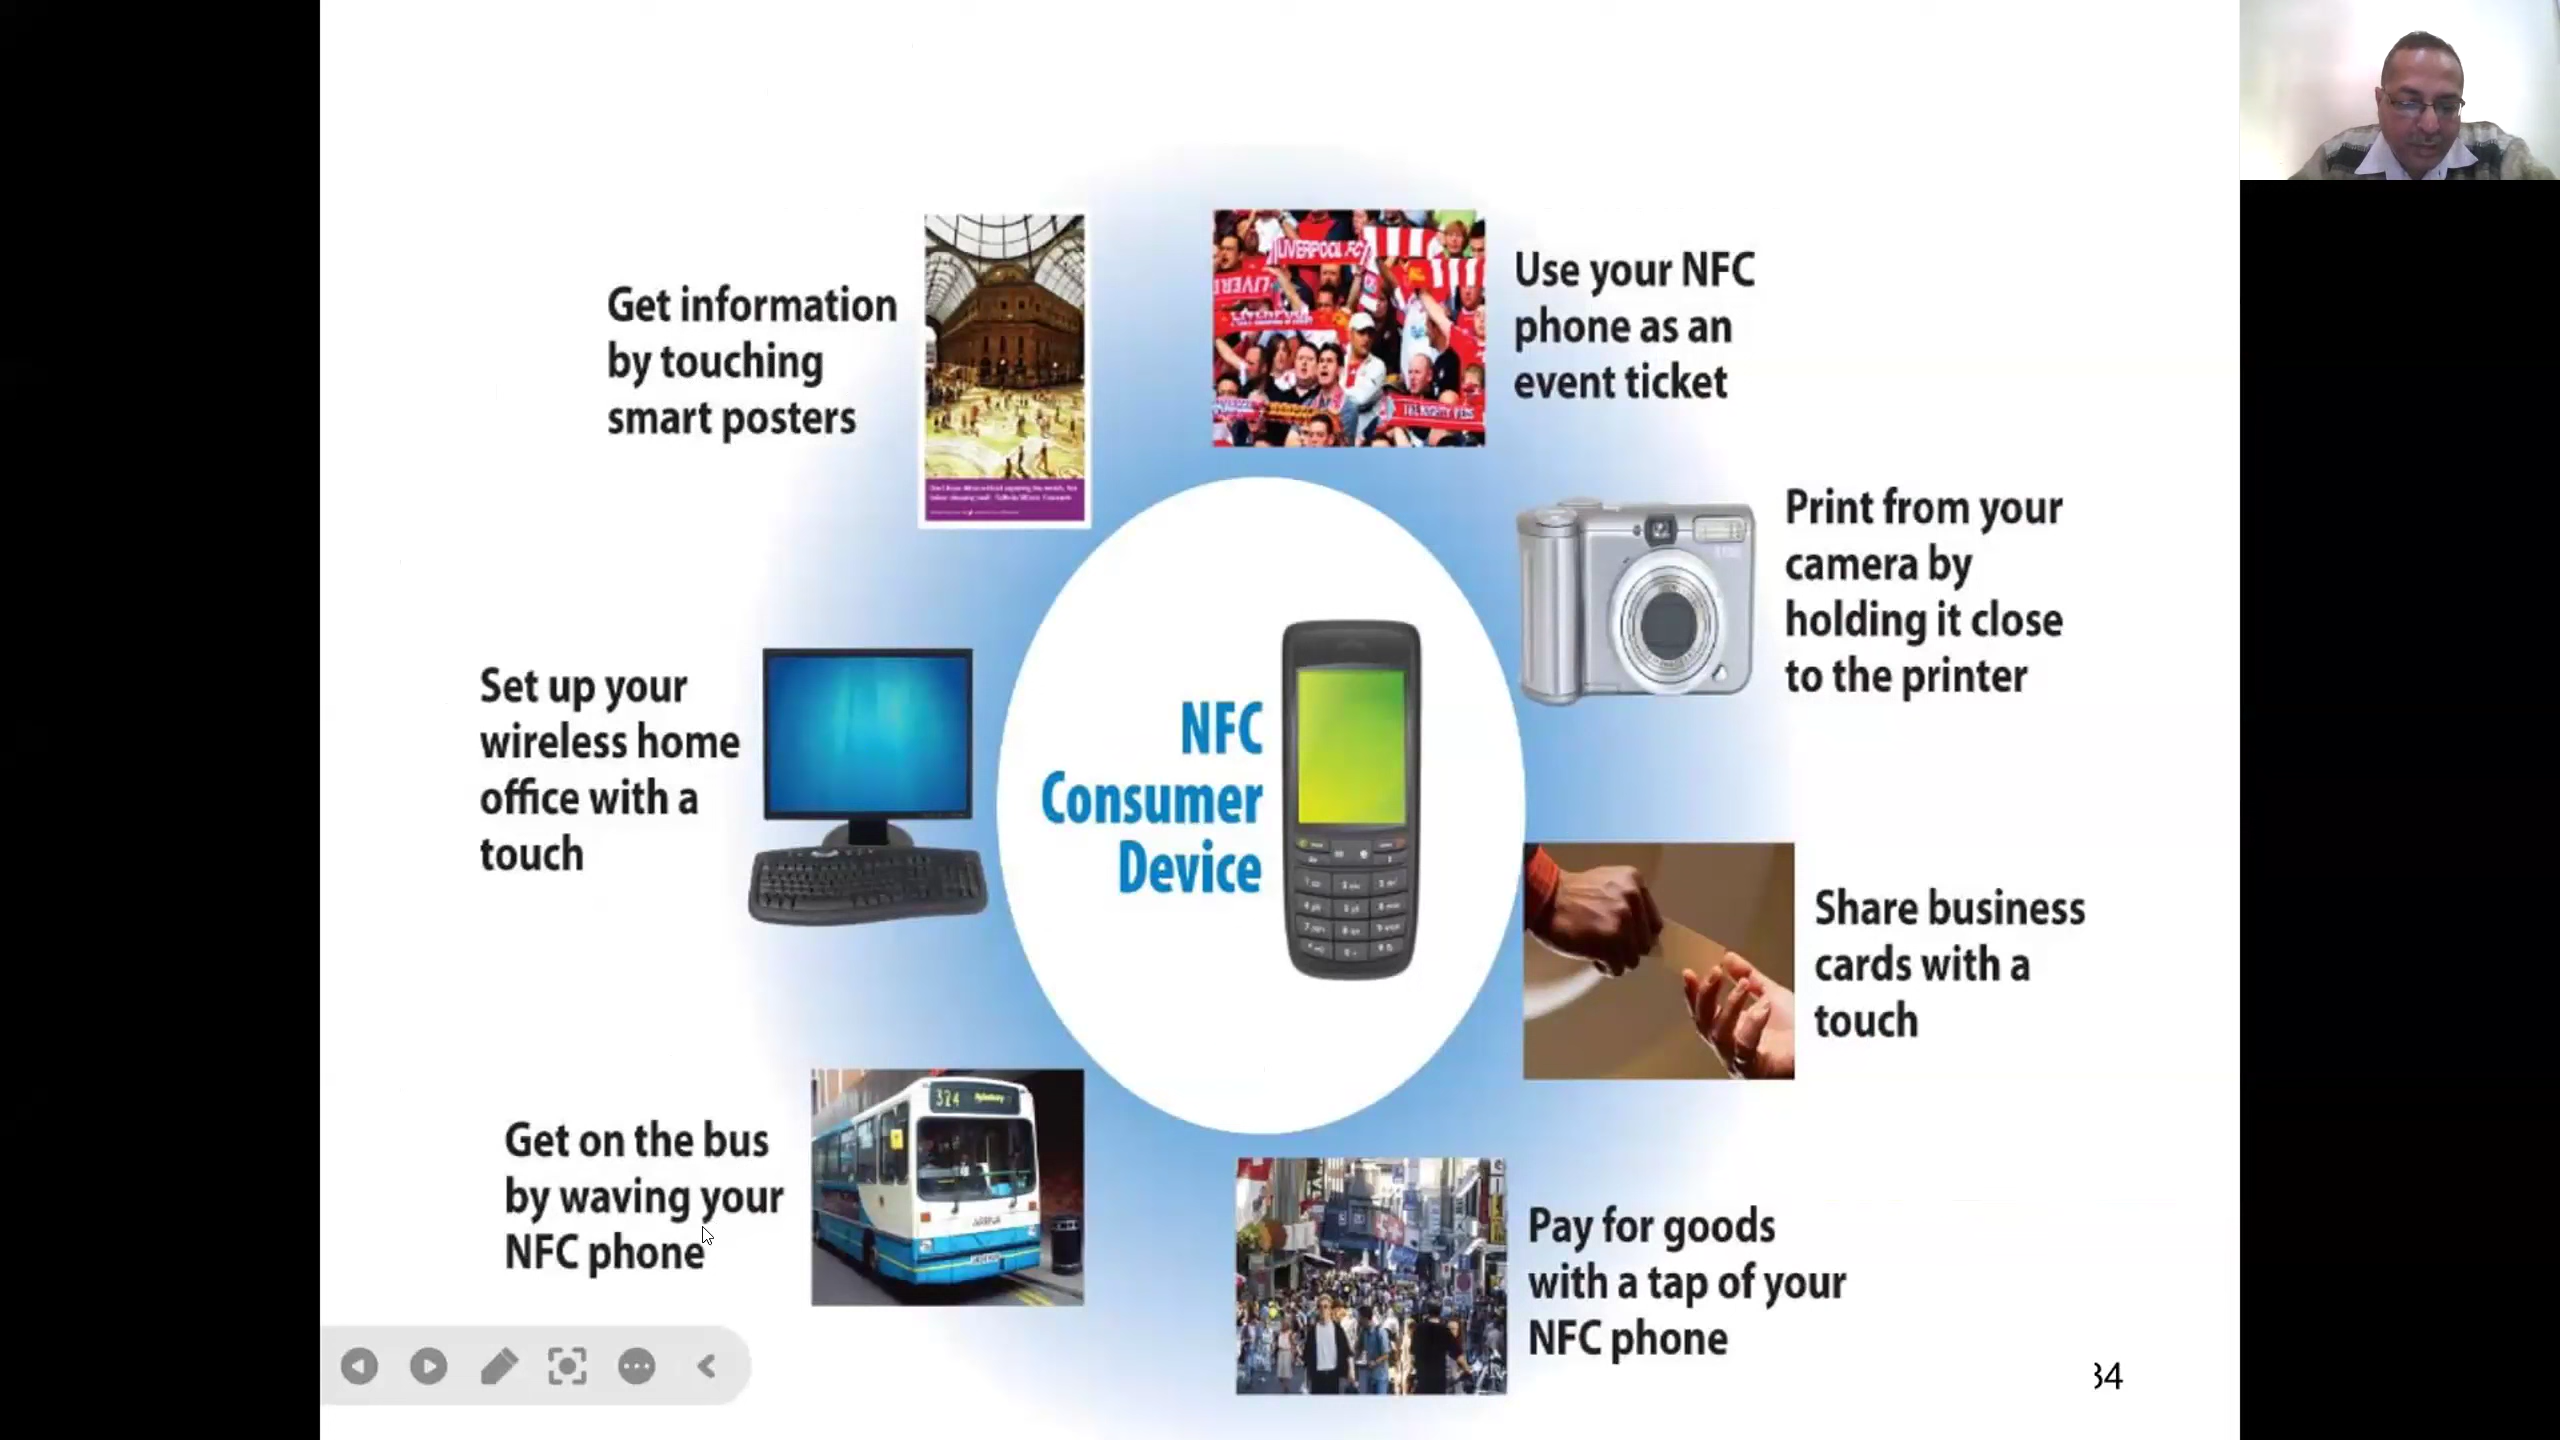 Get information
by touching
smart posters
LIVERPOOL FC
Use your NFC
phone as an
event ticket
Print from your
camera by
holding it close
to the printer
Set up your
wireless home
office with a
touch
NFC
Consumer
Device
Share business
cards with a
touch
324
Get on the bus
by waving your
NFC phone
Pay for goods
with a tap of your
NFC phone
34